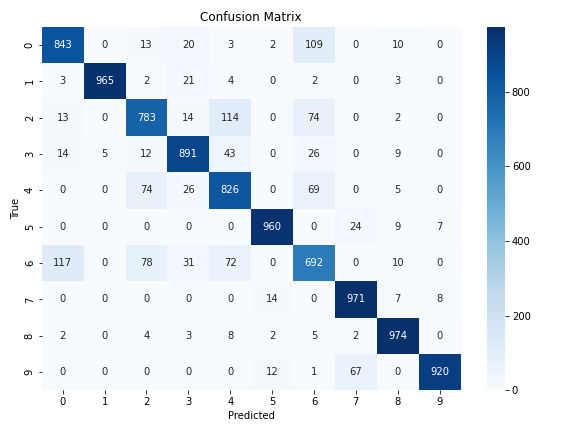 Confusion Matrix
0 843 0 13 20 3 2 109 0 10 0
1 3 965 2 21 4 0 2 0 3 0
2 13 0 783 14 114 0 74 0 2 0
3 14 5 12 891 43 0 26 0 9 0
4 0 0 74 26 826 0 69 0 5 0
5 0 0 0 0 0 960 0 24 9 7
6 117 0 78 31 72 0 692 0 10 0
7 0 0 0 0 0 14 0 971 7 8
8 2 0 4 3 8 2 5 2 974 0
9 0 0 0 0 0 12 1 67 0 920
0 1 2 3 4 5 6 7 8 9
Predicted
True
800
600
400
200
0